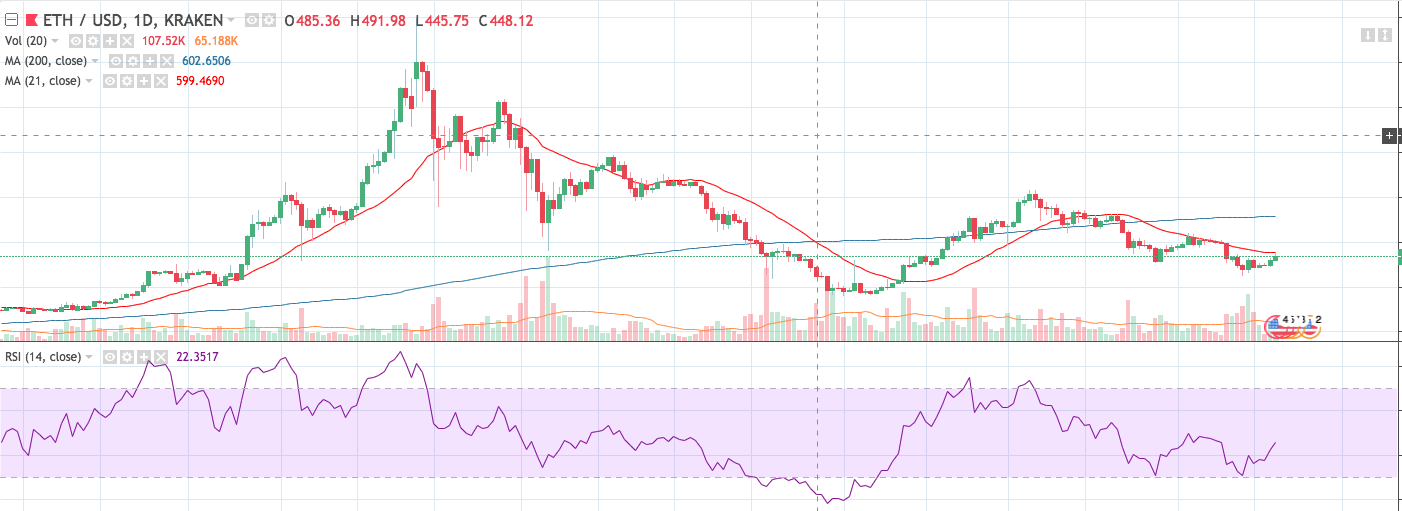 ETH / USD, 1D, KRAKEN O485.36 H491.98 L445.75 C448.12
Vol (20) 107.52K 65.188K
MA (200, close) 602.6506
MA (21, close) 599.4690
RSI (14, close) 22.3517